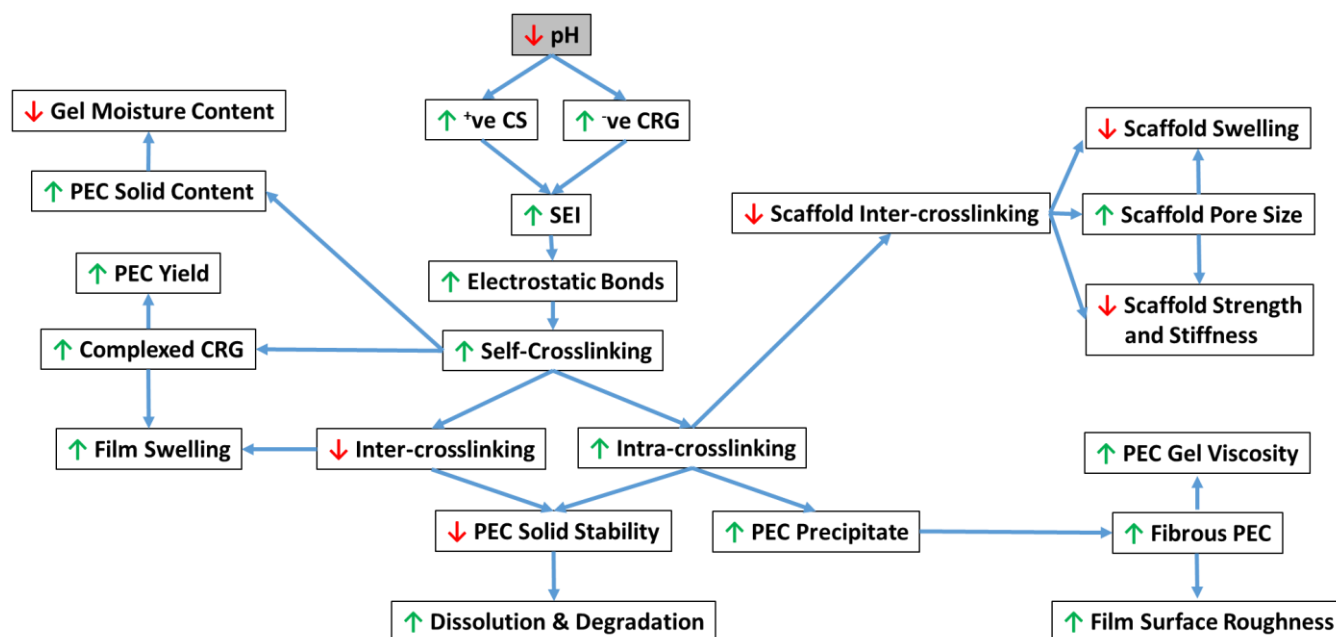 ↓ pH
↓ Gel Moisture Content
↑ ⁺ve CS
↑ ⁻ve CRG
↓ Scaffold Swelling
↑ PEC Solid Content
↑ SEI
↓ Scaffold Inter-crosslinking
↑ Scaffold Pore Size
↑ PEC Yield
↑ Electrostatic Bonds
↓ Scaffold Strength
and Stiffness
↑ Complexed CRG
↑ Self-Crosslinking
↑ Film Swelling
↓ Inter-crosslinking
↑ Intra-crosslinking
↑ PEC Gel Viscosity
↓ PEC Solid Stability
↑ PEC Precipitate
↑ Fibrous PEC
↑ Dissolution & Degradation
↑ Film Surface Roughness